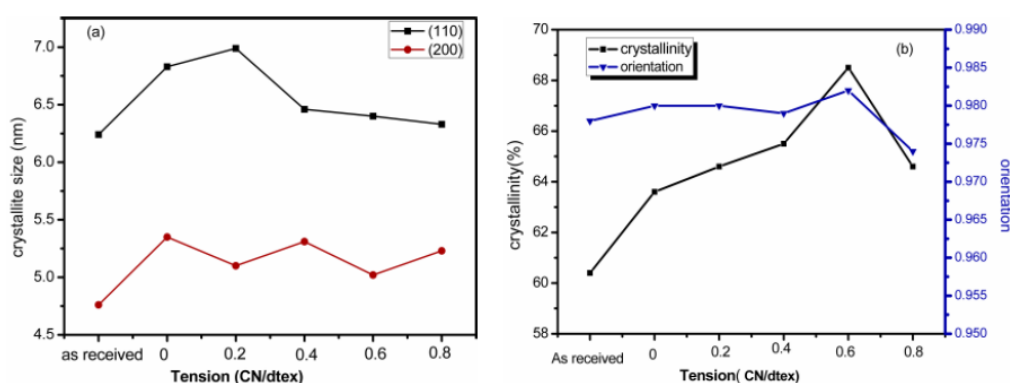 (a)
(110)
(200)
7.0
6.5
6.0
5.5
5.0
4.5
crystallite size (nm)
as received 0 0.2 0.4 0.6 0.8
Tension (CN/dtex)
(b)
crystallinity
orientation
70
68
66
64
62
60
58
crystallinity(%)
0.990
0.985
0.980
0.975
0.970
0.965
0.960
0.955
0.950
orientation
As received 0 0.2 0.4 0.6 0.8
Tension( CN/dtex)